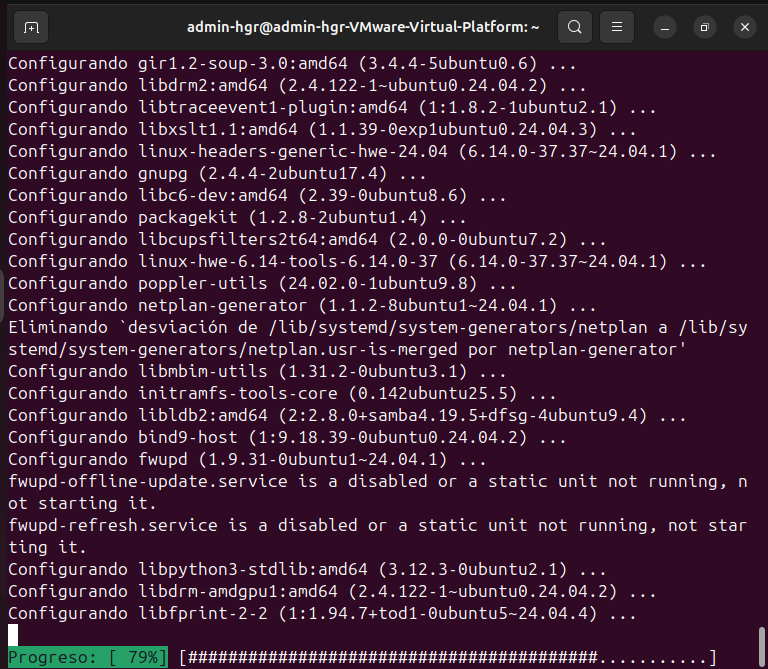 admin-hgr@admin-hgr-VMware-Virtual-Platform: ~
Configurando gir1.2-soup-3.0:amd64 (3.4.4-5ubuntu0.6) ...
Configurando libdrm2:amd64 (2.4.122-1~ubuntu0.24.04.2) ...
Configurando libtraceevent1-plugin:amd64 (1:1.8.2-1ubuntu2.1) ...
Configurando libxslt1.1:amd64 (1.1.39-0exp1ubuntu0.24.04.3) ...
Configurando linux-headers-generic-hwe-24.04 (6.14.0-37.37~24.04.1) ...
Configurando gnupg (2.4.4-2ubuntu17.4) ...
Configurando libc6-dev:amd64 (2.39-0ubuntu8.6) ...
Configurando packagekit (1.2.8-2ubuntu1.4) ...
Configurando libcupsfilters2t64:amd64 (2.0.0-0ubuntu7.2) ...
Configurando linux-hwe-6.14-tools-6.14.0-37 (6.14.0-37.37~24.04.1) ...
Configurando poppler-utils (24.02.0-1ubuntu9.8) ...
Configurando netplan-generator (1.1.2-8ubuntu1~24.04.1) ...
Eliminando `desviación de /lib/systemd/system-generators/netplan a /lib/sy
stemd/system-generators/netplan.usr-is-merged por netplan-generator'
Configurando libmbim-utils (1.31.2-0ubuntu3.1) ...
Configurando initramfs-tools-core (0.142ubuntu25.5) ...
Configurando libldb2:amd64 (2:2.8.0+samba4.19.5+dfsg-4ubuntu9.4) ...
Configurando bind9-host (1:9.18.39-0ubuntu0.24.04.2) ...
Configurando fwupd (1.9.31-0ubuntu1~24.04.1) ...
fwupd-offline-update.service is a disabled or a static unit not running, n
ot starting it.
fwupd-refresh.service is a disabled or a static unit not running, not star
ting it.
Configurando libpython3-stdlib:amd64 (3.12.3-0ubuntu2.1) ...
Configurando libdrm-amdgpu1:amd64 (2.4.122-1~ubuntu0.24.04.2) ...
Configurando libfprint-2-2 (1:1.94.7+tod1-0ubuntu5~24.04.4) ...
Progreso: [ 79%] [#########################################...........]